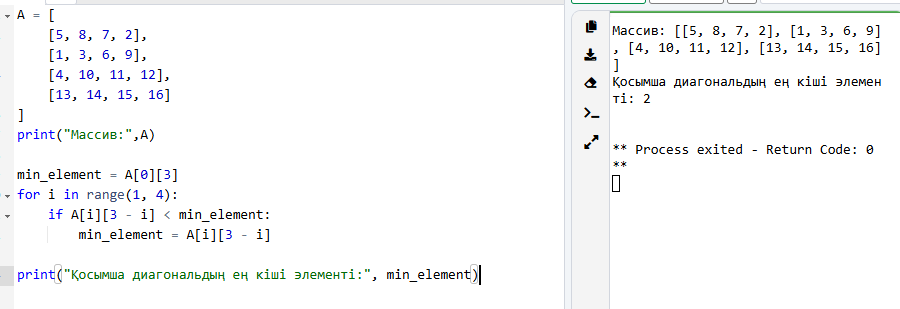 A = [
    [5, 8, 7, 2],
    [1, 3, 6, 9],
    [4, 10, 11, 12],
    [13, 14, 15, 16]
]
print("Массив:",A)

min_element = A[0][3]
for i in range(1, 4):
    if A[i][3 - i] < min_element:
        min_element = A[i][3 - i]

print("Қосымша диагональдың ең кіші элементі:", min_element)
Массив: [[5, 8, 7, 2], [1, 3, 6, 9]
, [4, 10, 11, 12], [13, 14, 15, 16]
]
Қосымша диагональдың ең кіші элемен
ті: 2

** Process exited - Return Code: 0
**